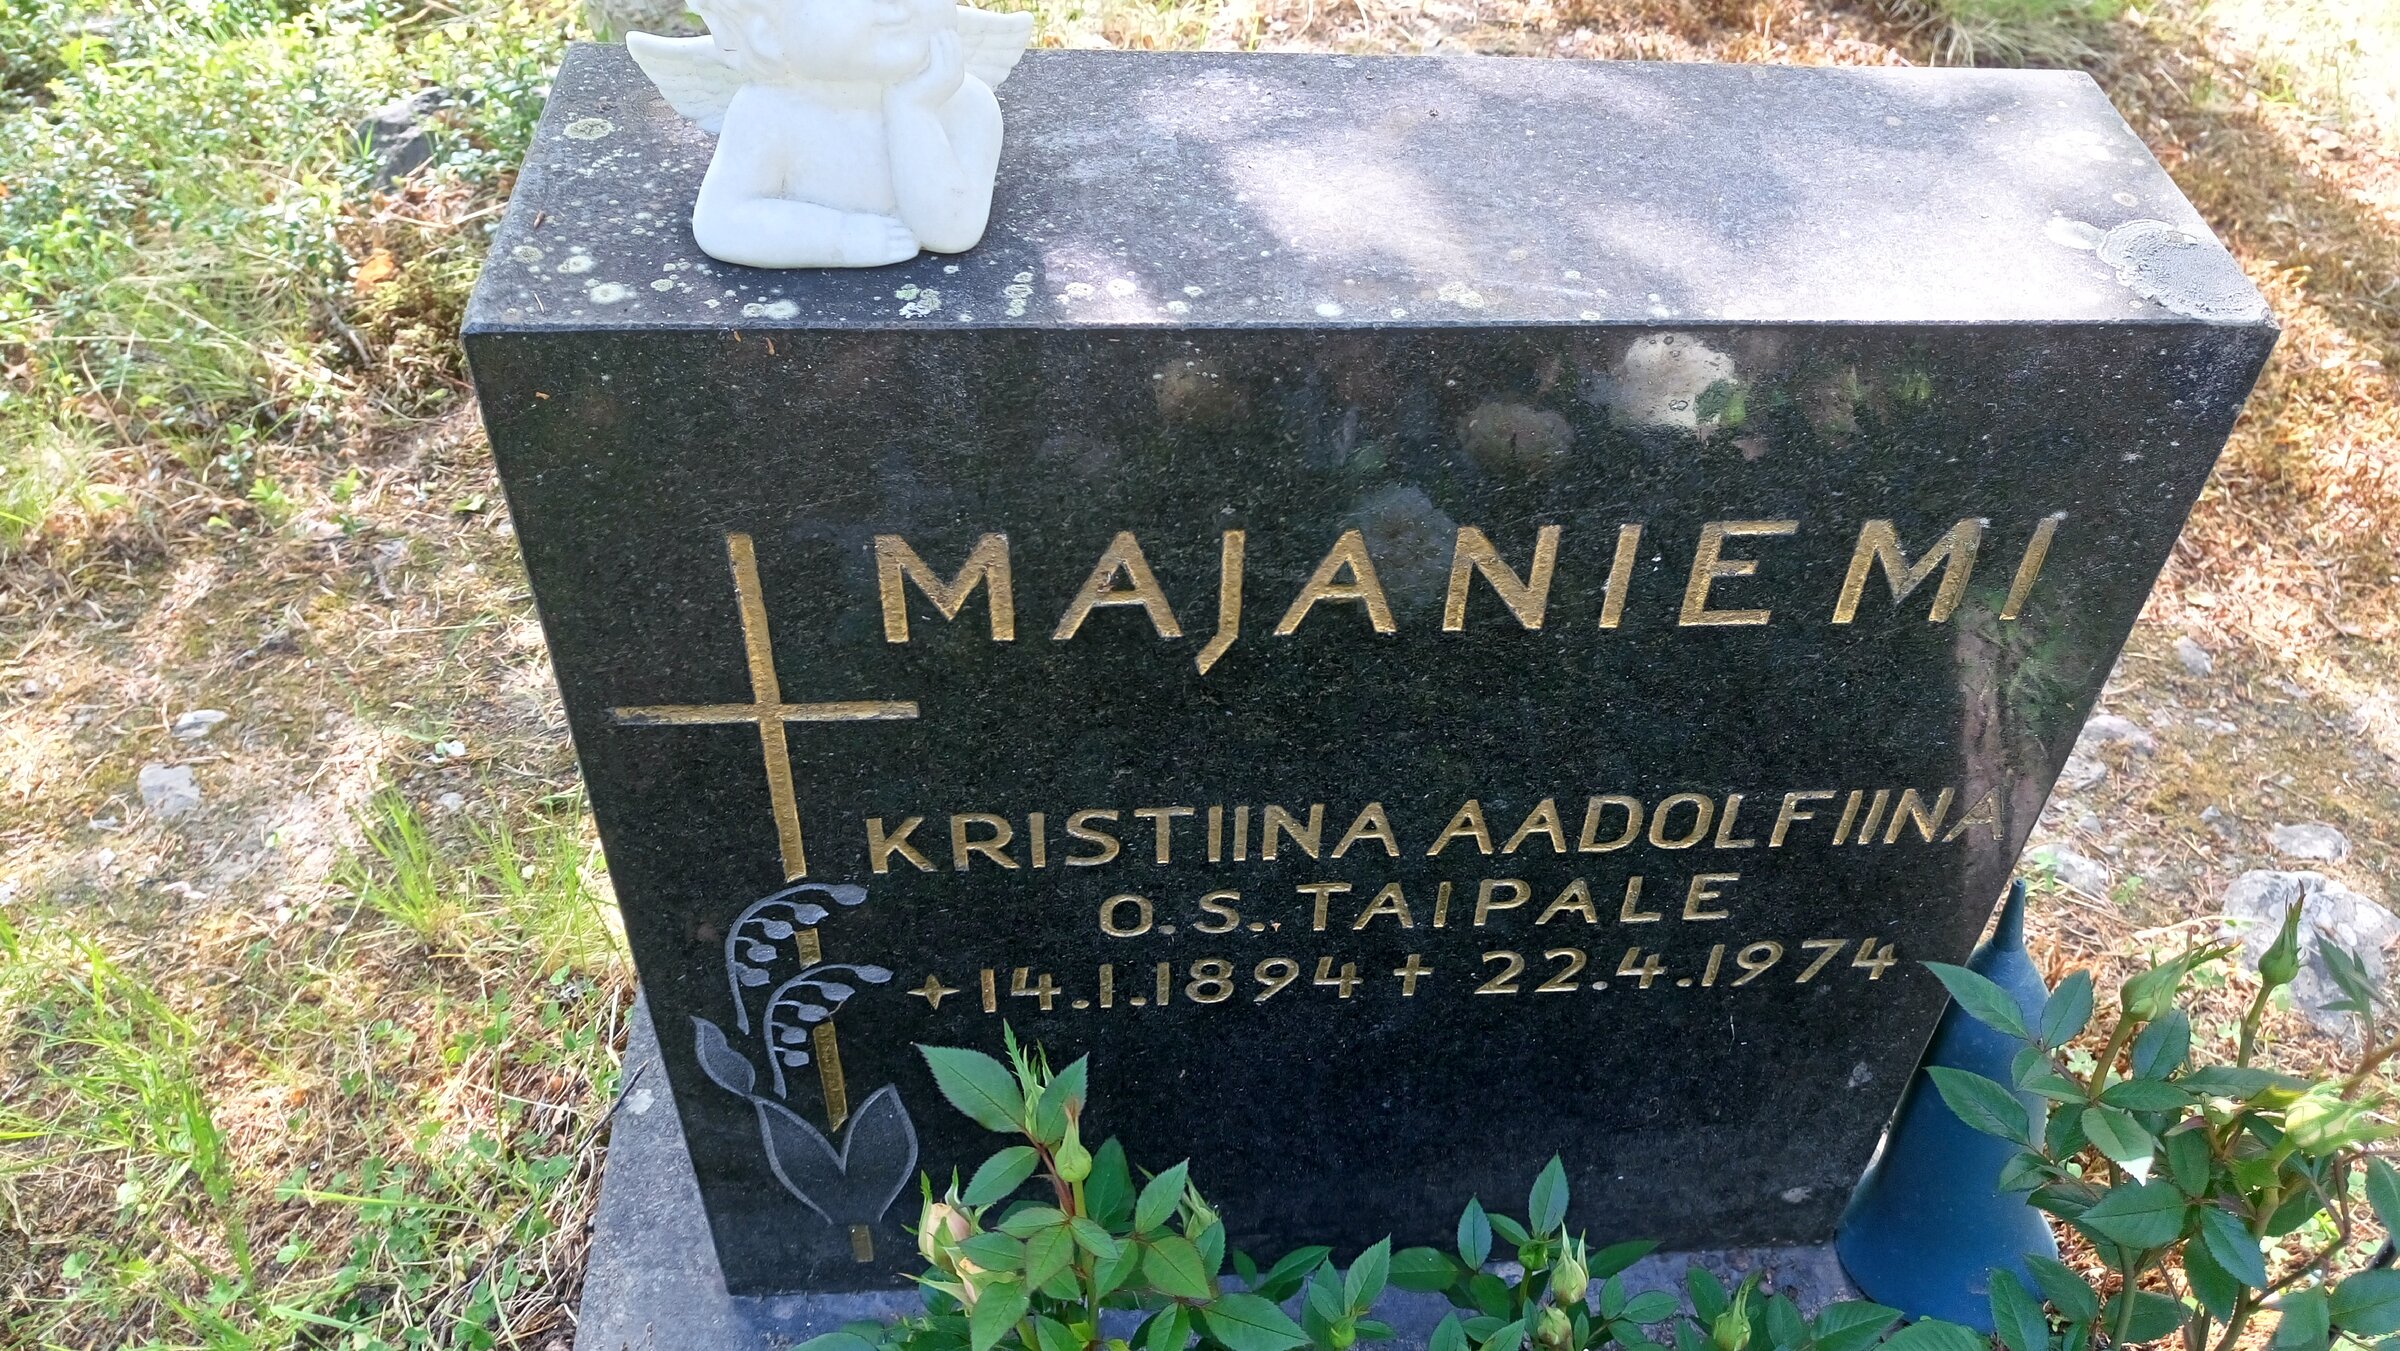 MAJANIEMI
KRISTIINA AADOLFIINA
O.S. TAIPALE
+ 14.1.1894 † 22.4.1974